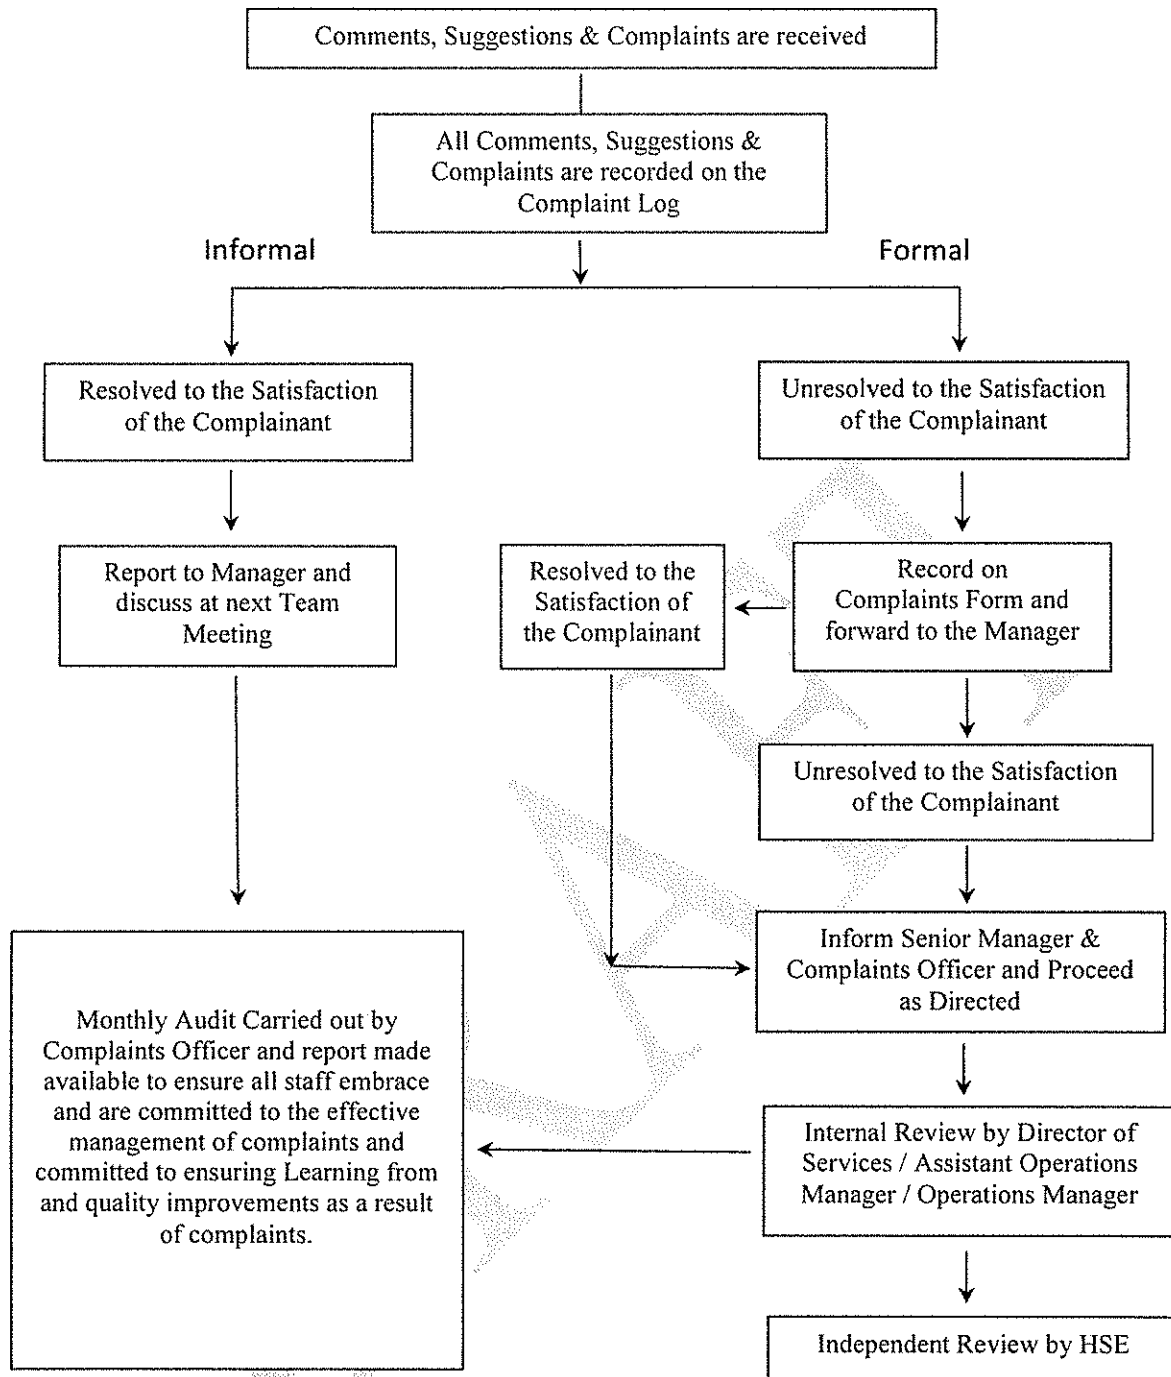 Comments, Suggestions & Complaints are received
All Comments, Suggestions &
Complaints are recorded on the
Complaint Log
Informal
Formal
Resolved to the Satisfaction
of the Complainant
Unresolved to the Satisfaction
of the Complainant
Report to Manager and
discuss at next Team
Meeting
Resolved to the
Satisfaction of
the Complainant
Record on
Complaints Form and
forward to the Manager
Unresolved to the Satisfaction
of the Complainant
Inform Senior Manager &
Complaints Officer and Proceed
as Directed
Monthly Audit Carried out by
Complaints Officer and report made
available to ensure all staff embrace
and are committed to the effective
management of complaints and
committed to ensuring Learning from
and quality improvements as a result
of complaints.
Internal Review by Director of
Services / Assistant Operations
Manager / Operations Manager
Independent Review by HSE